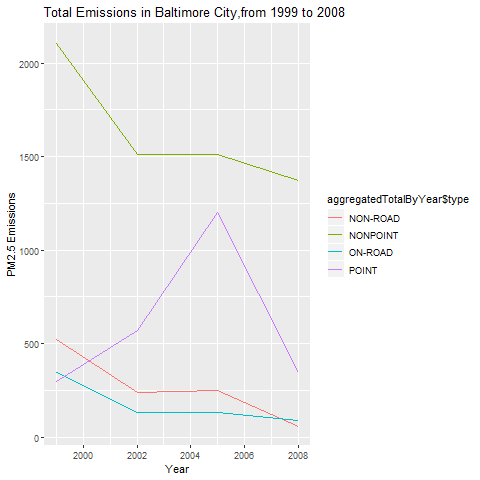 Total Emissions in Baltimore City,from 1999 to 2008
PM2.5 Emissions
2000
1500
1000
500
0
2000
2002
2004
2006
2008
Year
aggregatedTotalByYear$type
NON-ROAD
NONPOINT
ON-ROAD
POINT